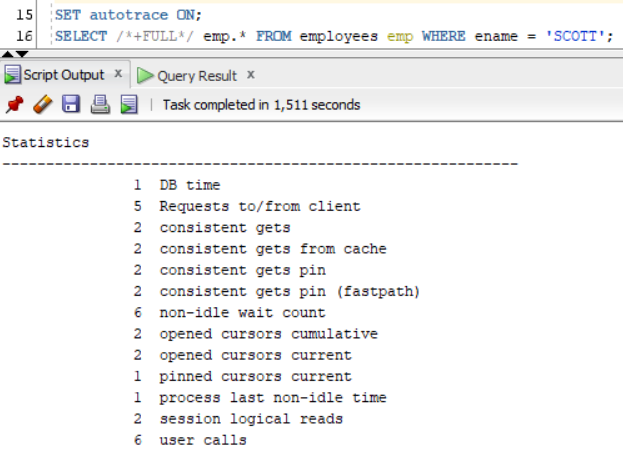 15 SET autotrace ON;
16 SELECT /*+FULL*/ emp.* FROM employees emp WHERE ename = 'SCOTT';
Script Output x Query Result x
Task completed in 1,511 seconds
Statistics
-----------------------------------------------------------
1 DB time
5 Requests to/from client
2 consistent gets
2 consistent gets from cache
2 consistent gets pin
2 consistent gets pin (fastpath)
6 non-idle wait count
2 opened cursors cumulative
2 opened cursors current
1 pinned cursors current
1 process last non-idle time
2 session logical reads
6 user calls